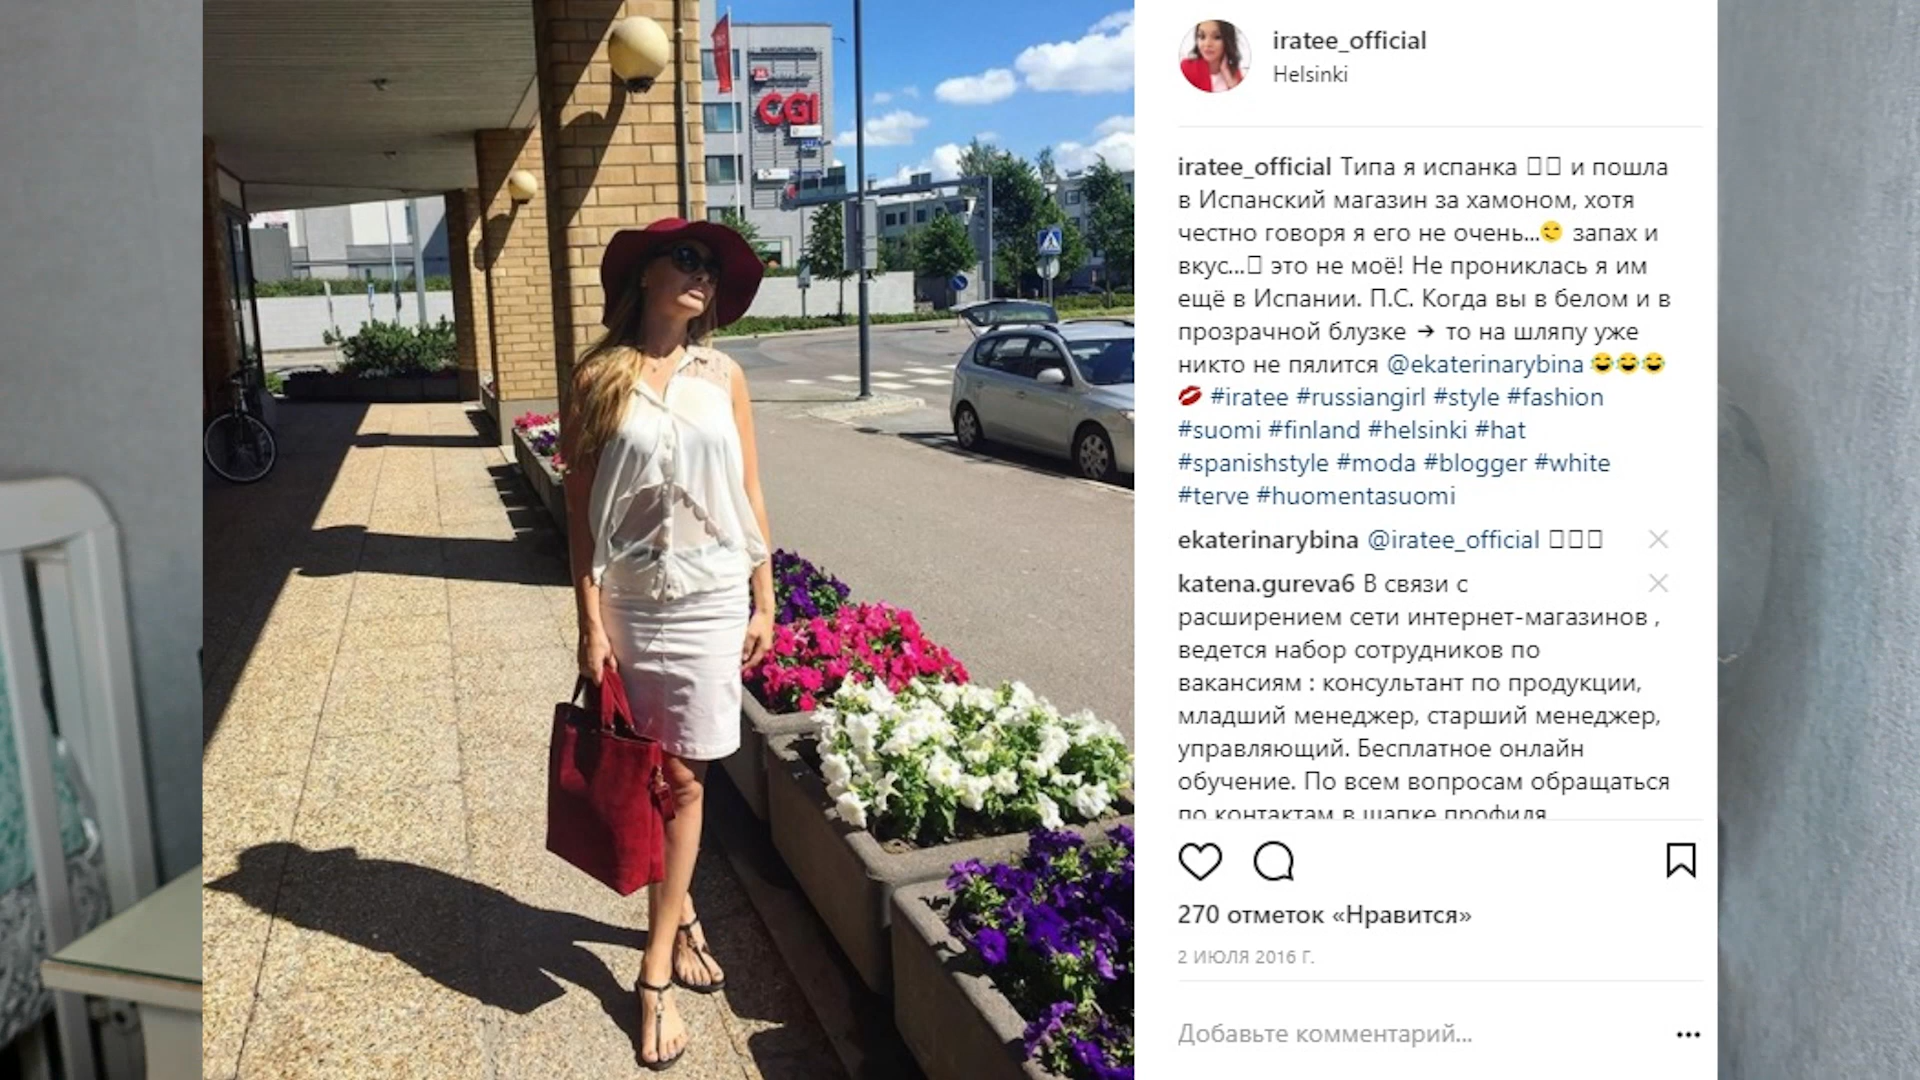 CGI
iratee_official
Helsinki
iratee_official Типа я испанка и пошла
в Испанский магазин за хамоном, хотя
честно говоря я его не очень...😉 запах и
вкус... это не моё! Не прониклась я им
ещё в Испании. П.С. Когда вы в белом и в
прозрачной блузке → то на шляпу уже
никто не пялится @ekaterinarybina 😂😂😂
💋 #iratee #russiangirl #style #fashion
#suomi #finland #helsinki #hat
#spanishstyle #moda #blogger #white
#terve #huomentasuomi
ekaterinarybina @iratee_official
katena.gureva6 В связи с
расширением сети интернет-магазинов ,
ведется набор сотрудников по
вакансиям : консультант по продукции,
младший менеджер, старший менеджер,
управляющий. Бесплатное онлайн
обучение. По всем вопросам обращаться
по контактам в шапке профиля
270 отметок «Нравится»
2 ИЮЛЯ 2016 Г.
Добавьте комментарий...